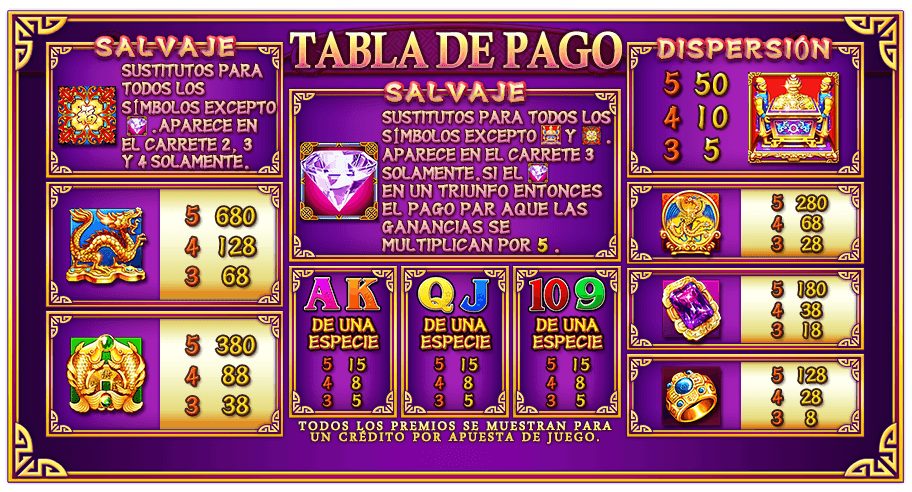 TABLA DE PAGO
SALVAJE
SUSTITUTOS PARA
TODOS LOS
SÍMBOLOS EXCEPTO
. APARECE EN
EL CARRETE 2, 3
Y 4 SOLAMENTE.
SALVAJE
SUSTITUTOS PARA TODOS LOS
SÍMBOLOS EXCEPTO Y .
APARECE EN EL CARRETE 3
SOLAMENTE. SI EL
EN UN TRIUNFO ENTONCES
EL PAGO PAR AQUE LAS
GANANCIAS SE
MULTIPLICAN POR 5 .
DISPERSIÓN
5 50
4 10
3 5
5 680
4 128
3 68
5 380
4 88
3 38
A K
DE UNA
ESPECIE
5 15
4 8
3 5
Q J
DE UNA
ESPECIE
5 15
4 8
3 5
10 9
DE UNA
ESPECIE
5 15
4 8
3 5
5 280
4 68
3 28
5 180
4 38
3 18
5 128
4 28
3 8
TODOS LOS PREMIOS SE MUESTRAN PARA
UN CRÉDITO POR APUESTA DE JUEGO.